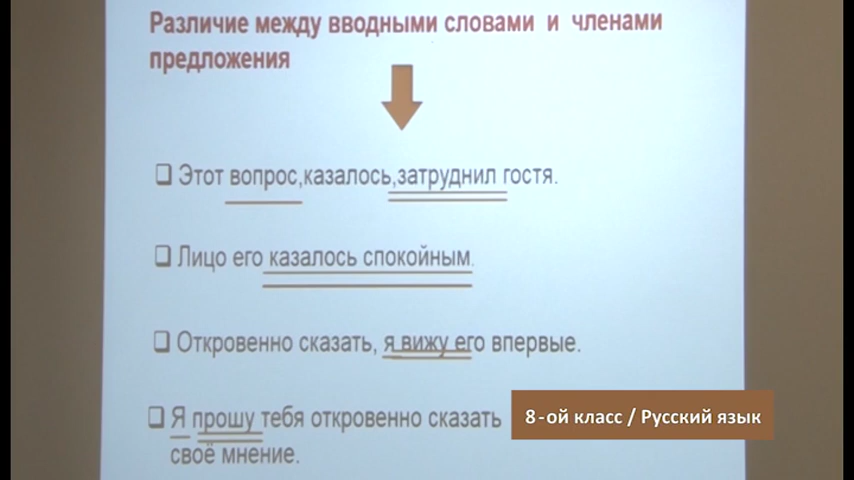 Различие между вводными словами и членами
предложения
Этот вопрос,казалось,затруднил гостя.
Лицо его казалось спокойным.
Откровенно сказать, я вижу его впервые.
Я прошу тебя откровенно сказать
своё мнение.
8-ой класс / Русский язык